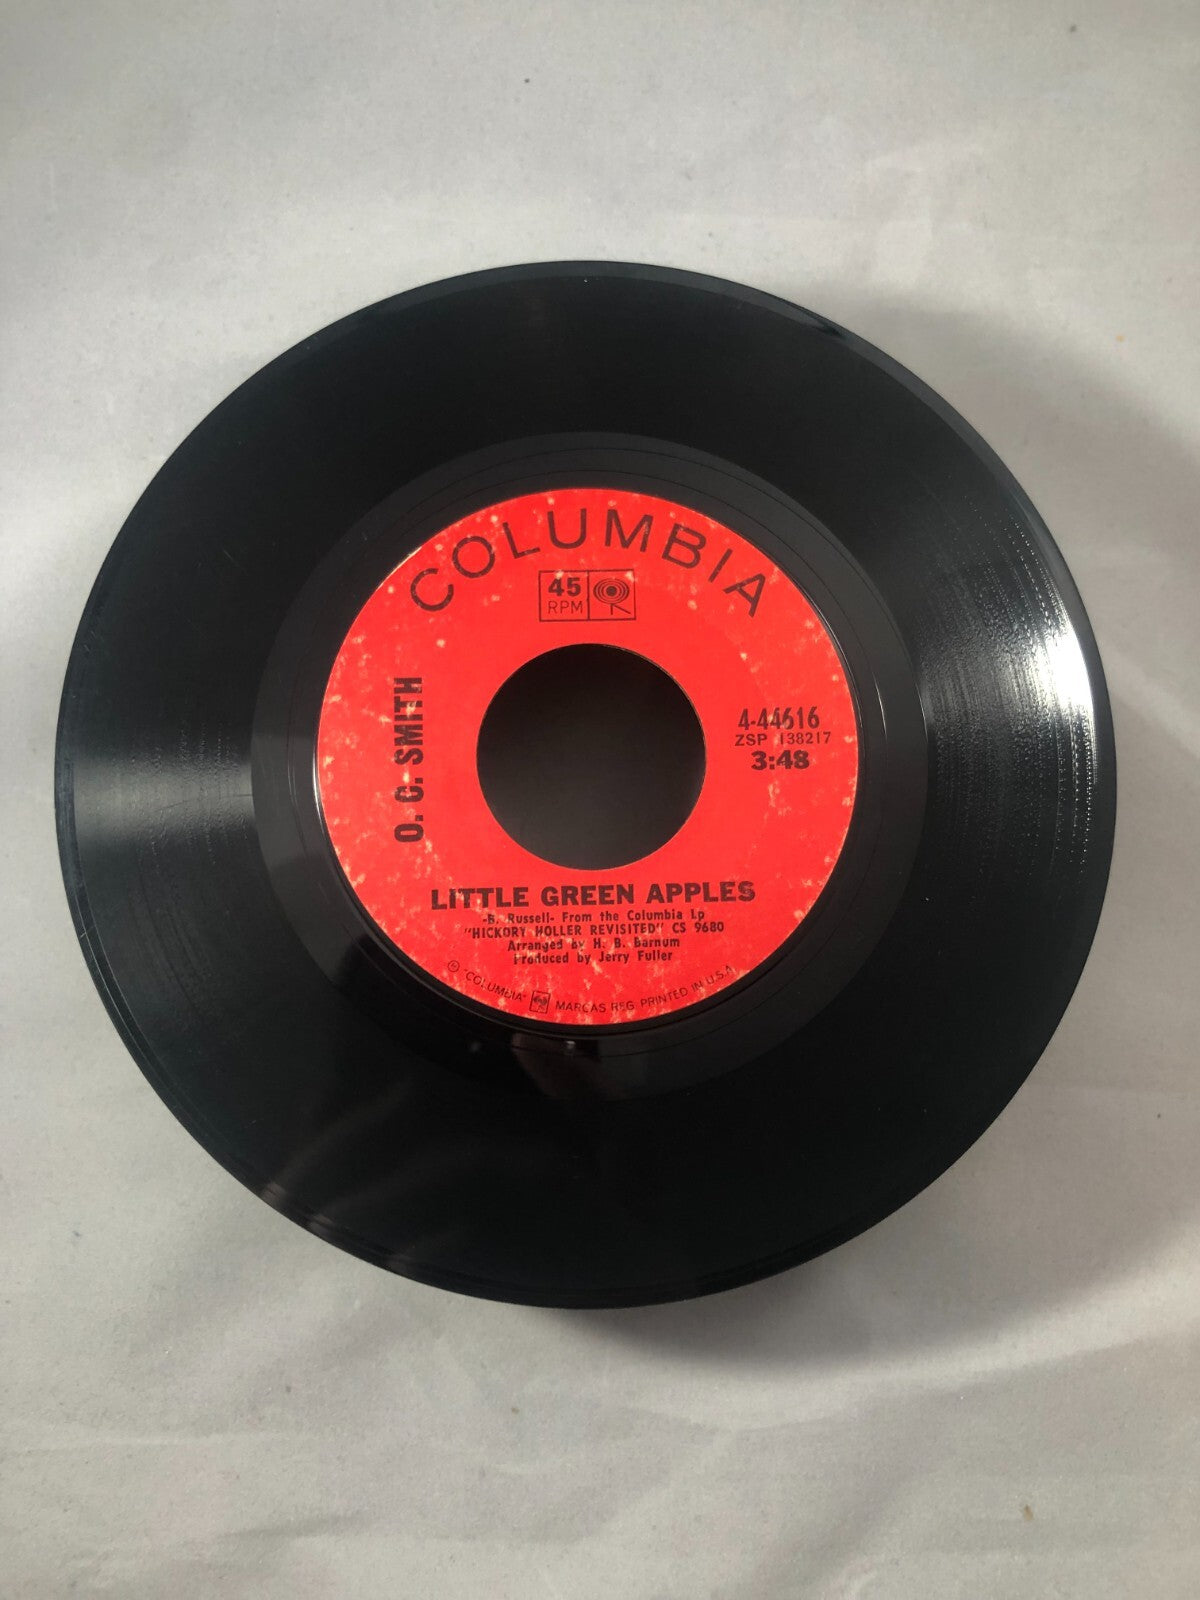 COLUMBIA
45
RPM
O. C. SMITH
4-44616
ZSP 138217
3:48
LITTLE GREEN APPLES
-B. Russell- From the Columbia Lp
"HICKORY HOLLER REVISITED" CS 9680
Arranged by H. B. Barnum
Produced by Jerry Fuller
© "COLUMBIA" MARCAS REG. PRINTED IN U.S.A.